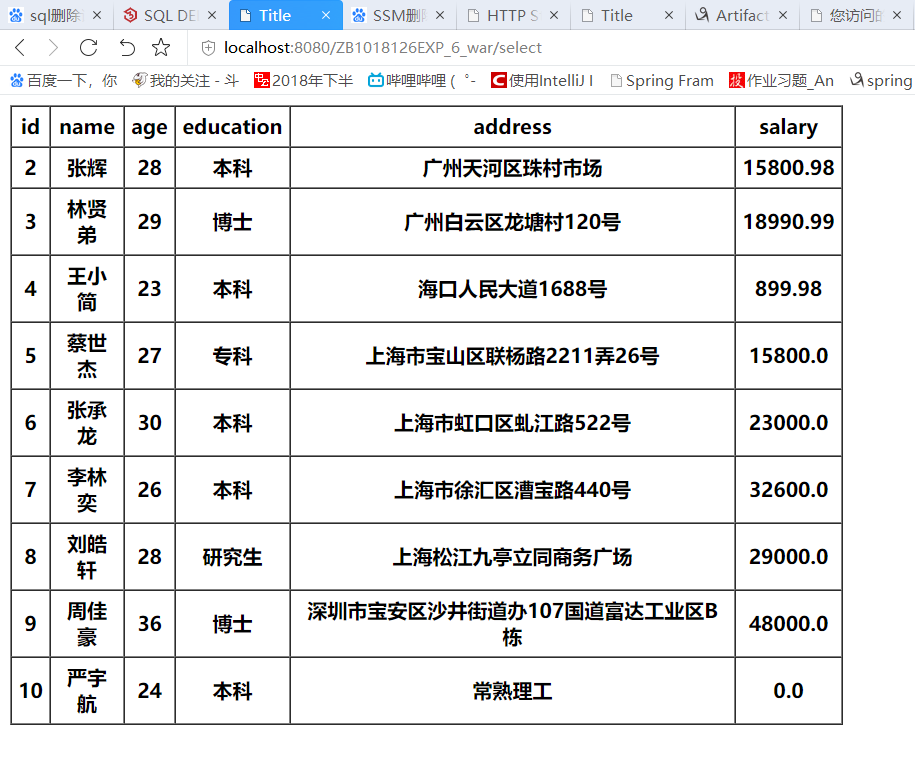 sql删除 SQL DEL Title SSM删除 HTTP S Title Artifact 您访问的
localhost:8080/ZB1018126EXP_6_war/select
百度一下，你 我的关注 - 斗 2018年下半 哔哩哔哩 ( ゜- 使用IntelliJ I Spring Fram 作业习题_An spring
id name age education address salary
2 张辉 28 本科 广州天河区珠村市场 15800.98
3 林贤弟 29 博士 广州白云区龙塘村120号 18990.99
4 王小简 23 本科 海口人民大道1688号 899.98
5 蔡世杰 27 专科 上海市宝山区联杨路2211弄26号 15800.0
6 张承龙 30 本科 上海市虹口区虬江路522号 23000.0
7 李林奕 26 本科 上海市徐汇区漕宝路440号 32600.0
8 刘皓轩 28 研究生 上海松江九亭立同商务广场 29000.0
9 周佳豪 36 博士 深圳市宝安区沙井街道办107国道富达工业区B栋 48000.0
10 严宇航 24 本科 常熟理工 0.0